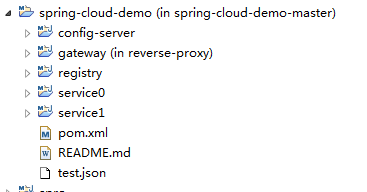 spring-cloud-demo (in spring-cloud-demo-master)
config-server
gateway (in reverse-proxy)
registry
service0
service1
pom.xml
README.md
test.json